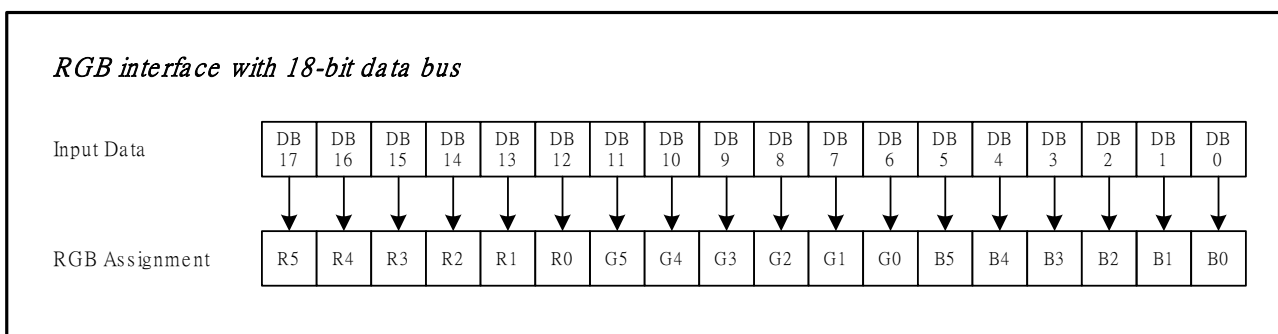 RGB interface with 18-bit data bus
Input Data DB 17 DB 16 DB 15 DB 14 DB 13 DB 12 DB 11 DB 10 DB 9 DB 8 DB 7 DB 6 DB 5 DB 4 DB 3 DB 2 DB 1 DB 0
RGB Assignment R5 R4 R3 R2 R1 R0 G5 G4 G3 G2 G1 G0 B5 B4 B3 B2 B1 B0